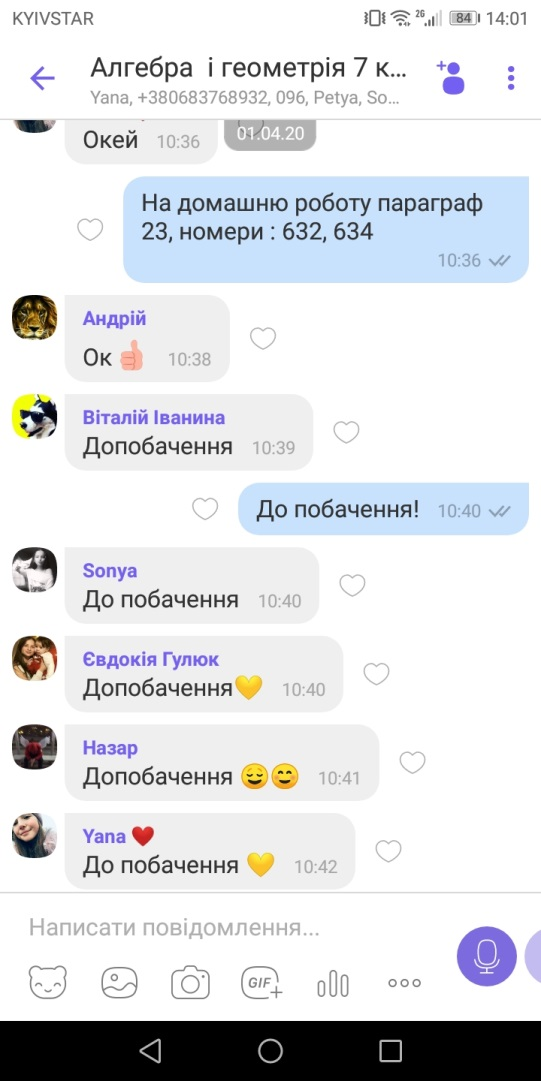 KYIVSTAR
2G
84
14:01
Алгебра і геометрія 7 к...
Yana, +380683768932, 096, Petya, So...
Окей 10:36
01.04.20
На домашню роботу параграф
23, номери : 632, 634
10:36
Андрій
Ок 👍 10:38
Віталій Іванина
Допобачення 10:39
До побачення! 10:40
Sonya
До побачення 10:40
Євдокія Гулюк
Допобачення💛 10:40
Назар
Допобачення 😌😊 10:41
Yana ❤️
До побачення 💛 10:42
Написати повідомлення...
GIF